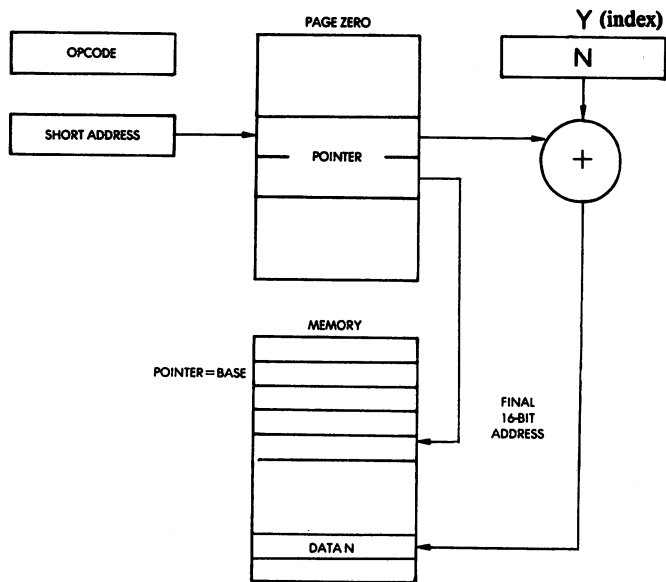 PAGE ZERO
Y (index)
OPCODE
N
SHORT ADDRESS
POINTER
+
MEMORY
POINTER=BASE
FINAL
16-BIT
ADDRESS
DATA N